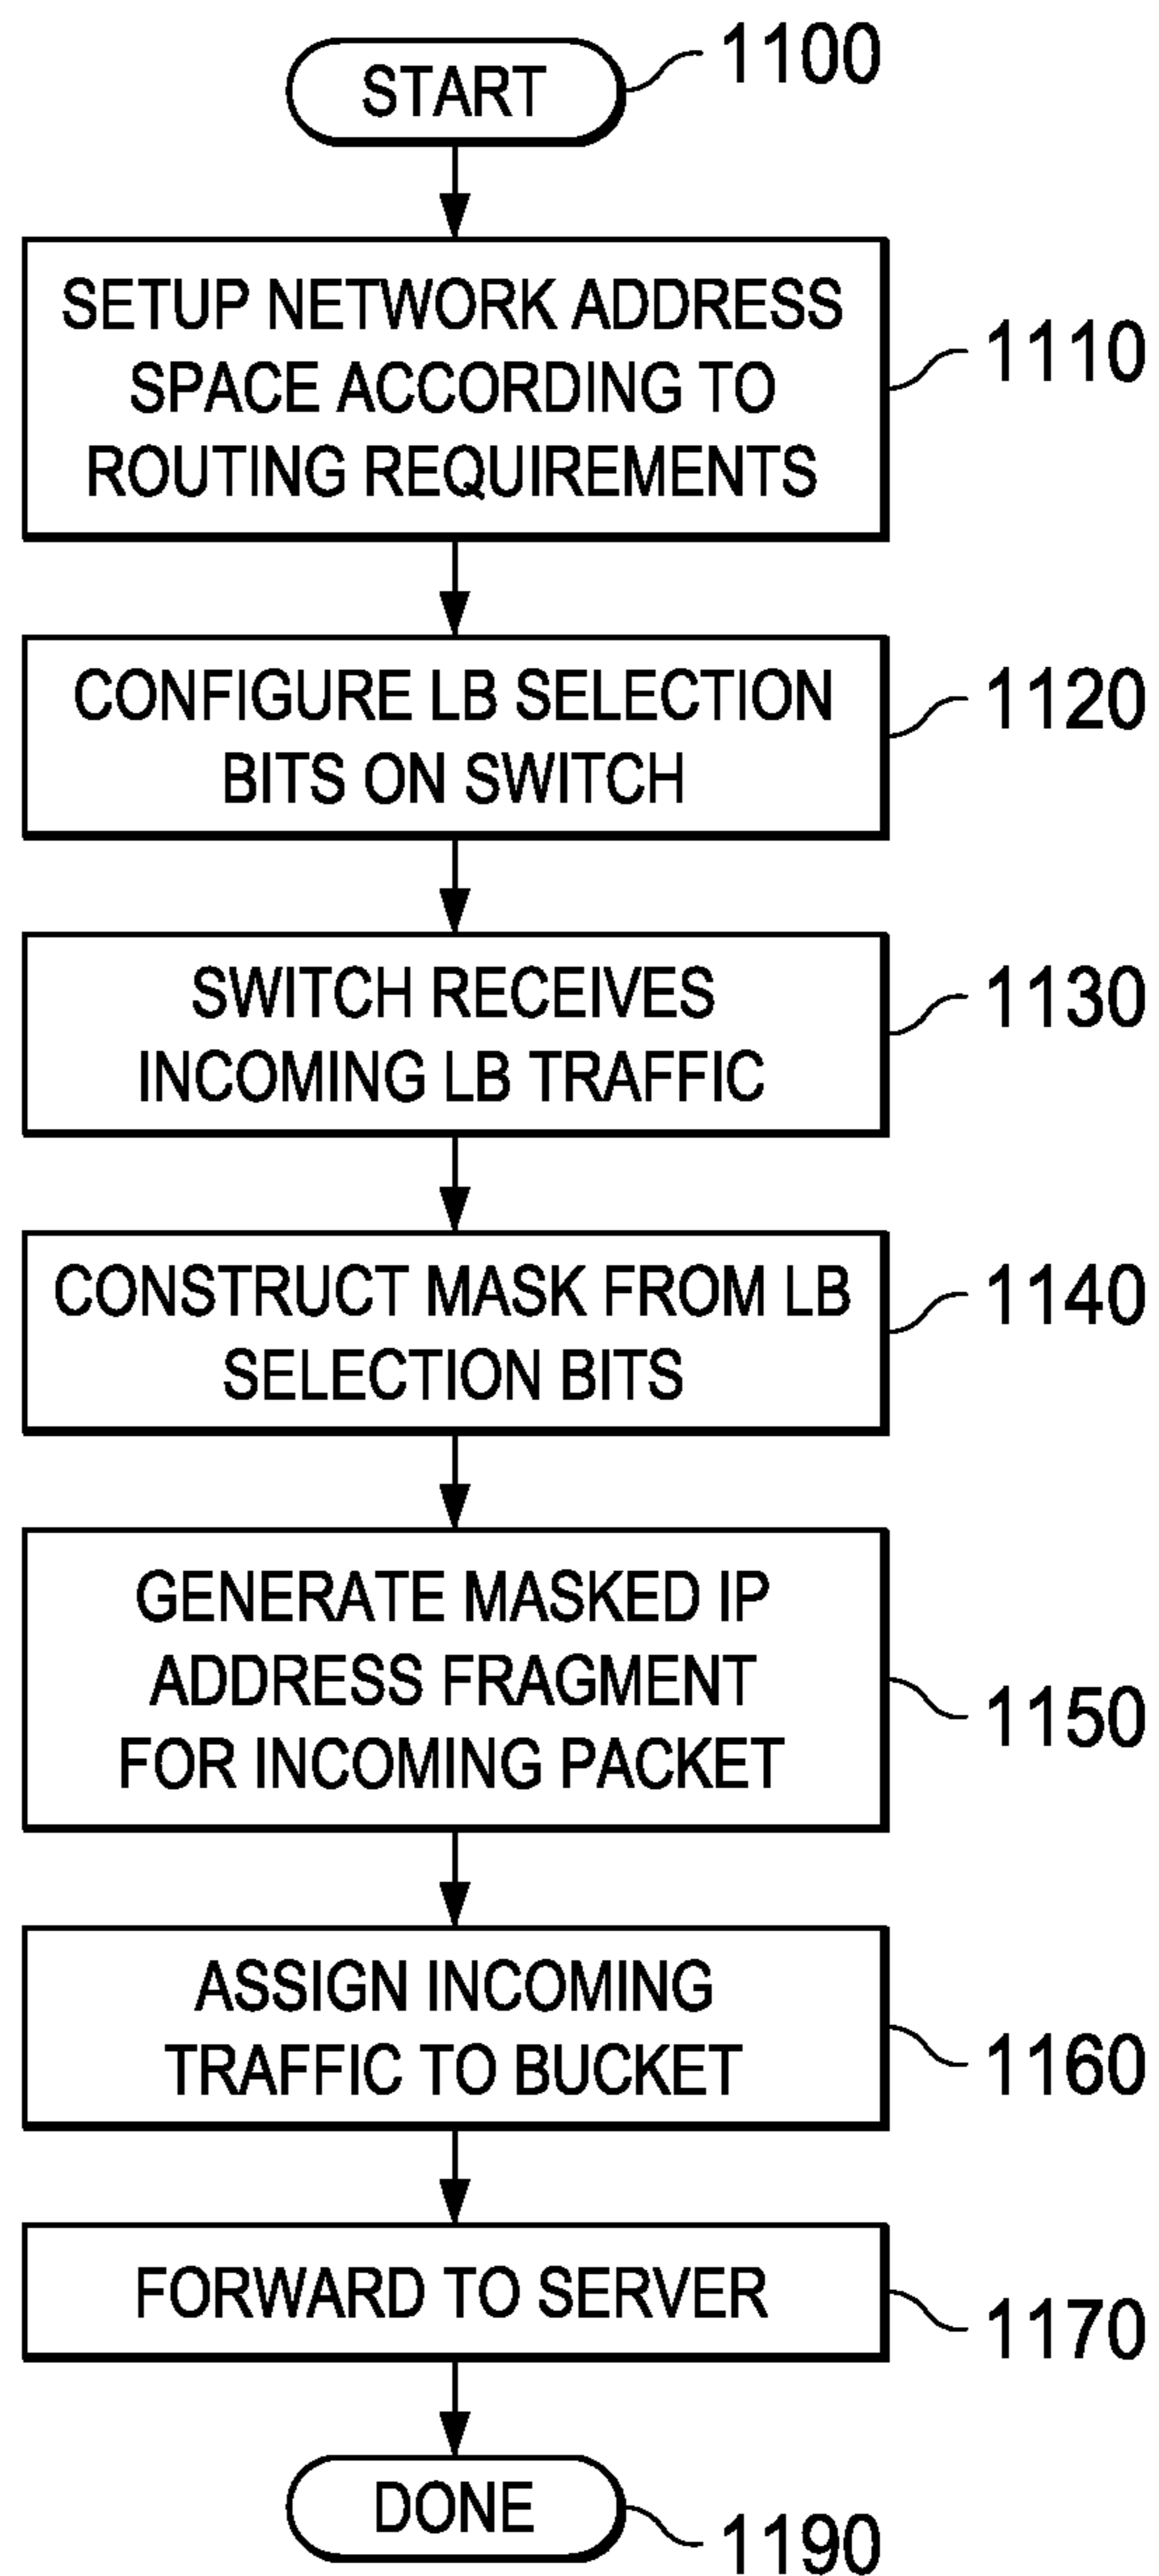 START
1100
SETUP NETWORK ADDRESS
SPACE ACCORDING TO
ROUTING REQUIREMENTS
1110
CONFIGURE LB SELECTION
BITS ON SWITCH
1120
SWITCH RECEIVES
INCOMING LB TRAFFIC
1130
CONSTRUCT MASK FROM LB
SELECTION BITS
1140
GENERATE MASKED IP
ADDRESS FRAGMENT
FOR INCOMING PACKET
1150
ASSIGN INCOMING
TRAFFIC TO BUCKET
1160
FORWARD TO SERVER
1170
DONE
1190